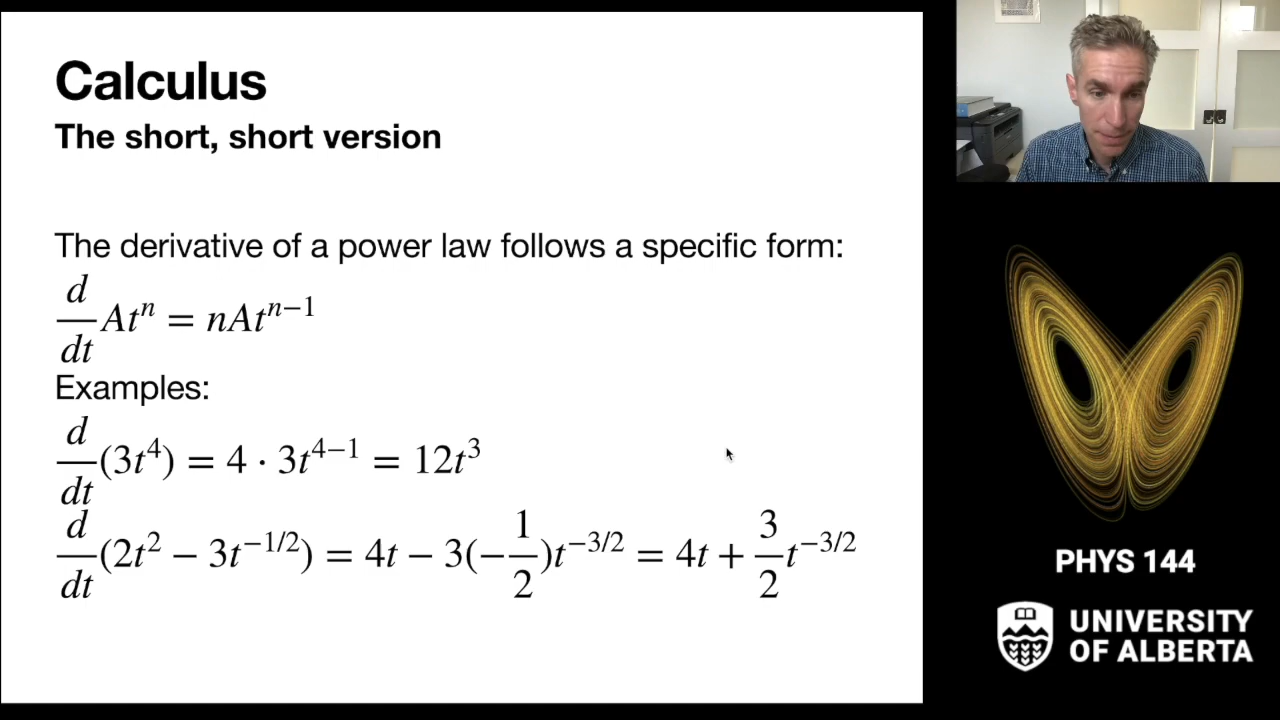 Calculus
The short, short version
The derivative of a power law follows a specific form:
d/dt At^n = nAt^{n−1}
Examples:
d/dt (3t^4) = 4 · 3t^{4−1} = 12t^3
d/dt (2t^2 − 3t^{−1/2}) = 4t − 3(−1/2)t^{−3/2} = 4t + 3/2 t^{−3/2}
PHYS 144
UNIVERSITY
OF ALBERTA